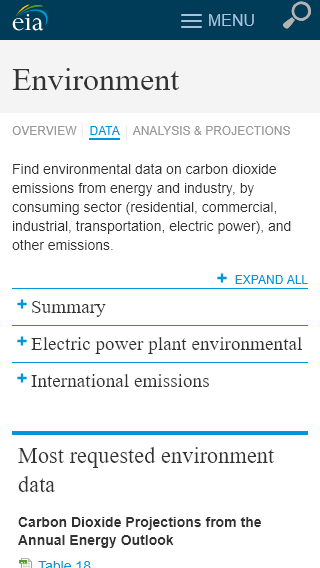 eia
MENU
Environment
OVERVIEW DATA ANALYSIS & PROJECTIONS
Find environmental data on carbon dioxide
emissions from energy and industry, by
consuming sector (residential, commercial,
industrial, transportation, electric power), and
other emissions.
+ EXPAND ALL
+ Summary
+ Electric power plant environmental
+ International emissions
Most requested environment
data
Carbon Dioxide Projections from the
Annual Energy Outlook
Table 18